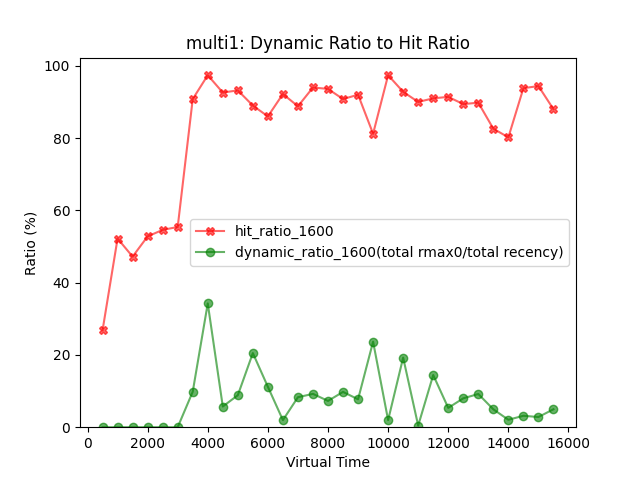 multi1: Dynamic Ratio to Hit Ratio
Ratio (%)
100
80
60
40
20
0
hit_ratio_1600
dynamic_ratio_1600(total rmax0/total recency)
0 2000 4000 6000 8000 10000 12000 14000 16000
Virtual Time